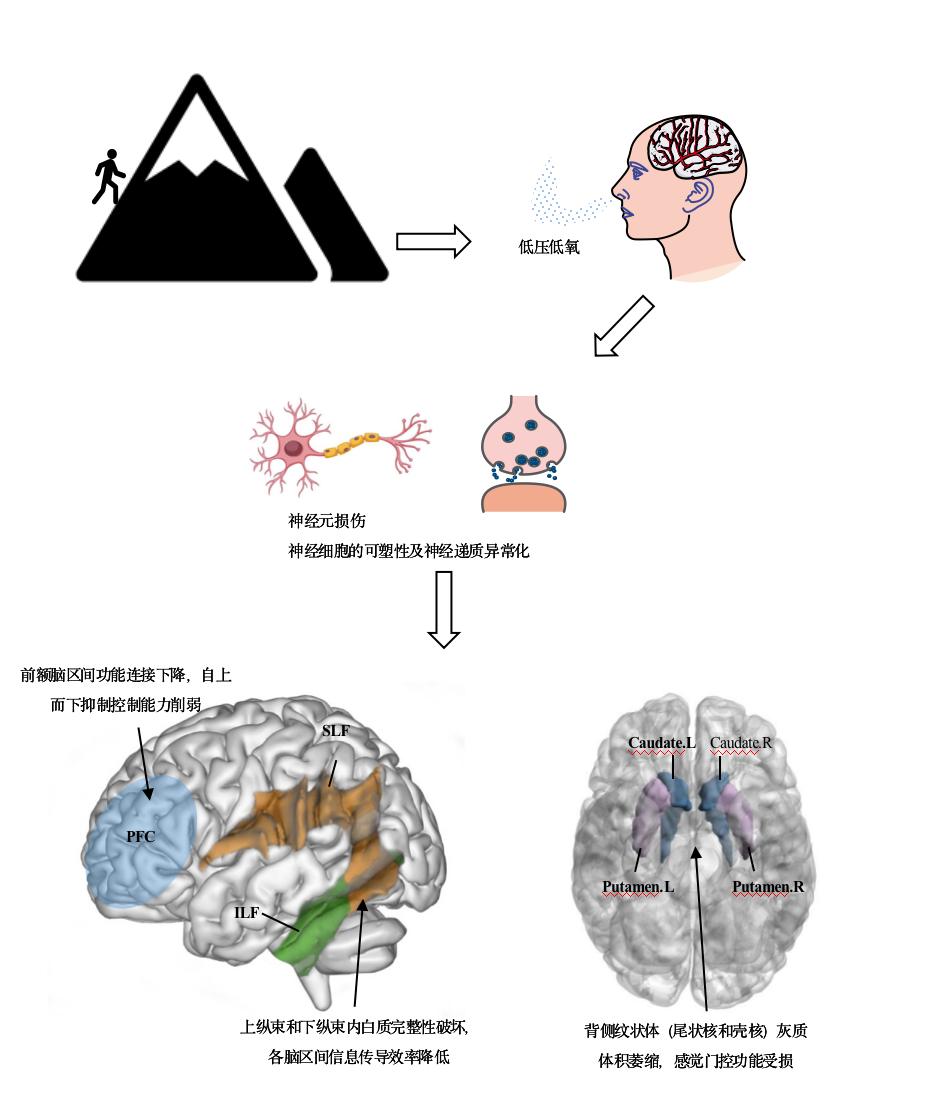 低压低氧
神经元损伤
神经细胞的可塑性及神经递质异常化
前额脑区间功能连接下降，自上
而下抑制控制能力削弱
SLF
PFC
ILF
上纵束和下纵束内白质完整性破坏，
各脑区间信息传导效率降低
Caudate.L
Caudate.R
Putamen.L
Putamen.R
背侧纹状体（尾状核和壳核）灰质
体积萎缩，感觉门控功能受损